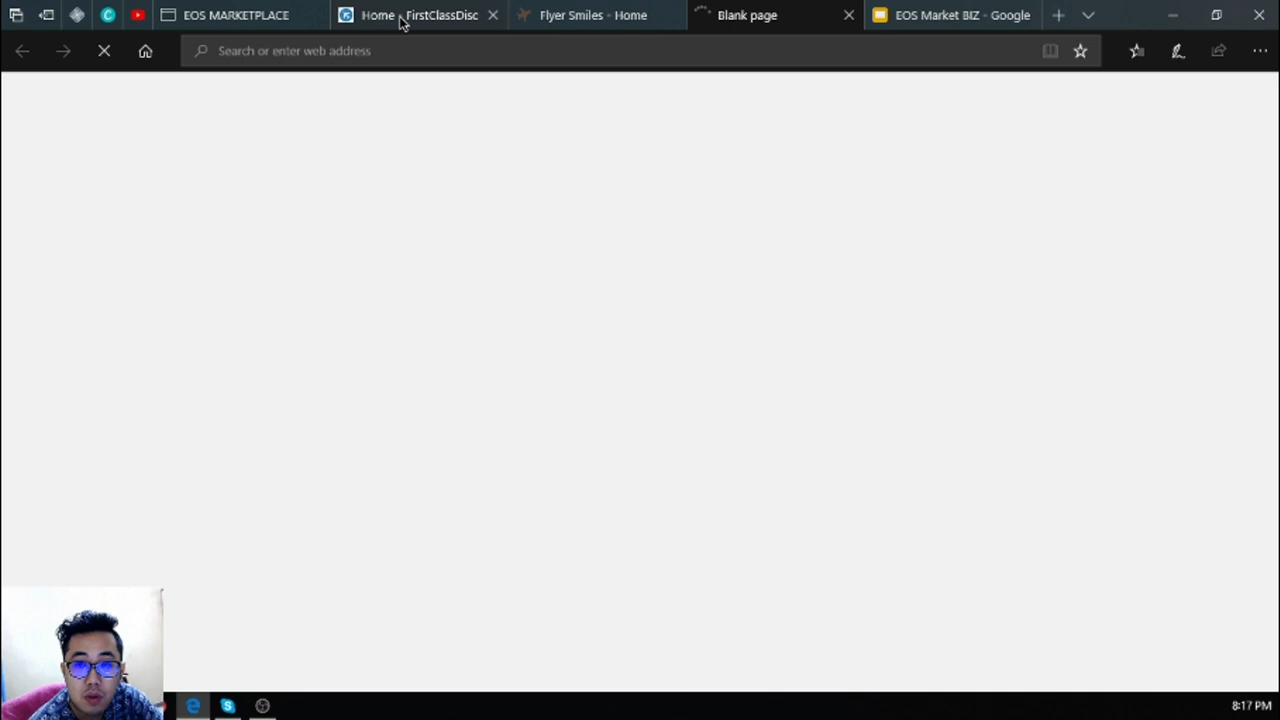 EOS MARKETPLACE
Home - FirstClassDisc
Flyer Smiles - Home
Blank page
EOS Market BIZ - Google
Search or enter web address
8:17 PM